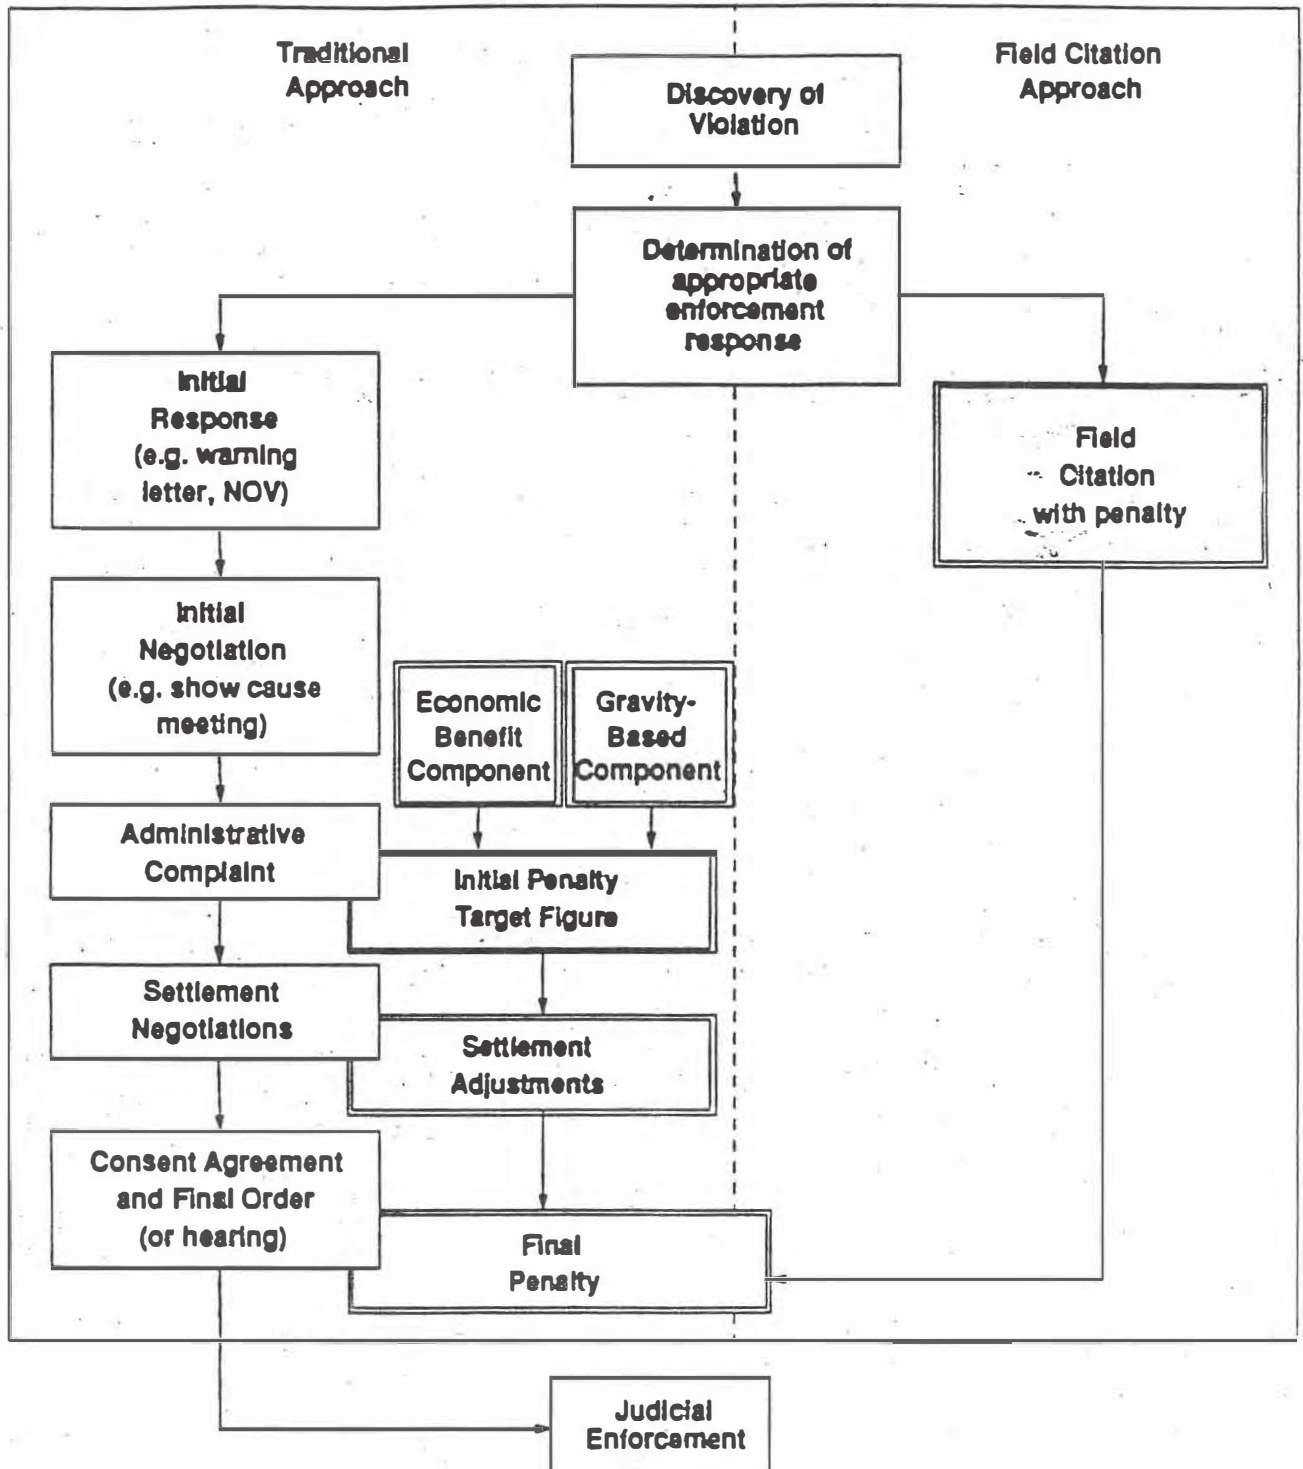 Traditional
Approach
Field Citation
Approach
Discovery of
Violation
Determination of
appropriate
enforcement
response
Initial
Response
(e.g. warning
letter, NOV)
Field
Citation
with penalty
Initial
Negotiation
(e.g. show cause
meeting)
Economic
Benefit
Component
Gravity-
Based
Component
Administrative
Complaint
Initial Penalty
Target Figure
Settlement
Negotiations
Settlement
Adjustments
Consent Agreement
and Final Order
(or hearing)
Final
Penalty
Judicial
Enforcement